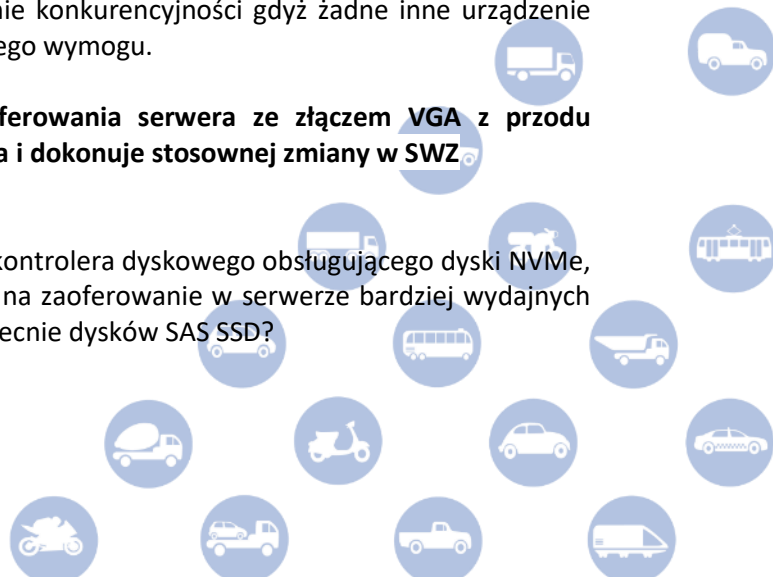 nie konkurencyjności gdyż żadne inne urządzenie
ego wymogu.
ferowania serwera ze złączem VGA z przodu
a i dokonuje stosownej zmiany w SWZ
kontrolera dyskowego obsługującego dyski NVMe,
na zaoferowanie w serwerze bardziej wydajnych
ecnie dysków SAS SSD?